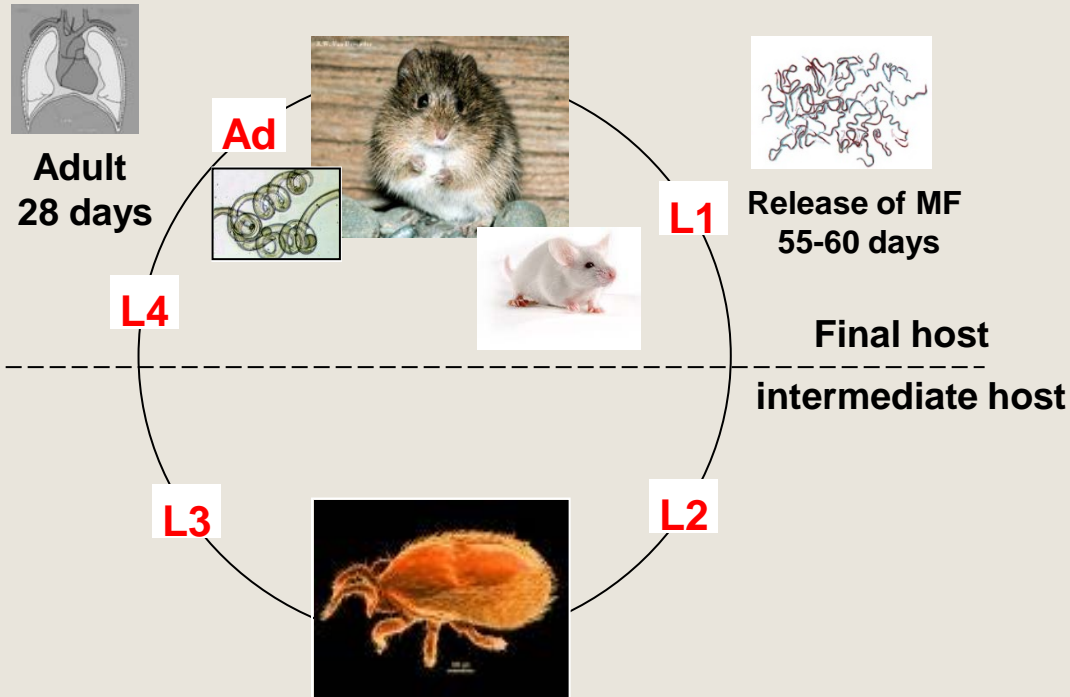 Ad
Adult
28 days
L1
Release of MF
55-60 days
L4
Final host
intermediate host
L3
L2